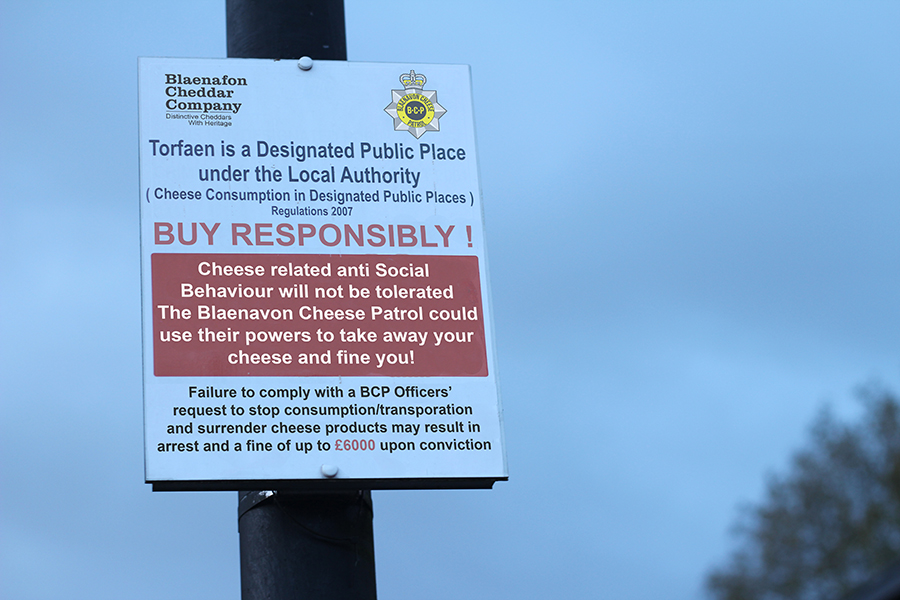 Blaenafon
Cheddar
Company
Distinctive Cheddars
With Heritage
BLAENAVON CHEESE
B·C·P
PATROL
Torfaen is a Designated Public Place
under the Local Authority
( Cheese Consumption in Designated Public Places )
Regulations 2007
BUY RESPONSIBLY !
Cheese related anti Social
Behaviour will not be tolerated
The Blaenavon Cheese Patrol could
use their powers to take away your
cheese and fine you!
Failure to comply with a BCP Officers’
request to stop consumption/transporation
and surrender cheese products may result in
arrest and a fine of up to £6000 upon conviction